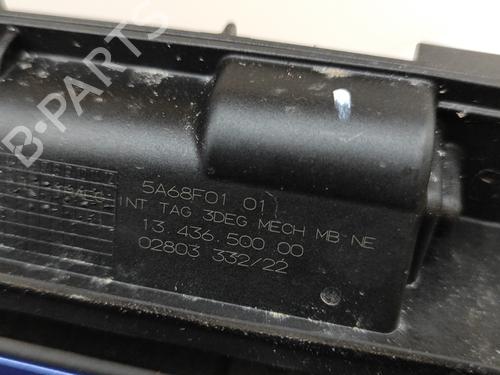 B-PARTS
5A68F01 01
INT TAG 3DEG MECH MB NE
13.436.500 00
02803 332/22